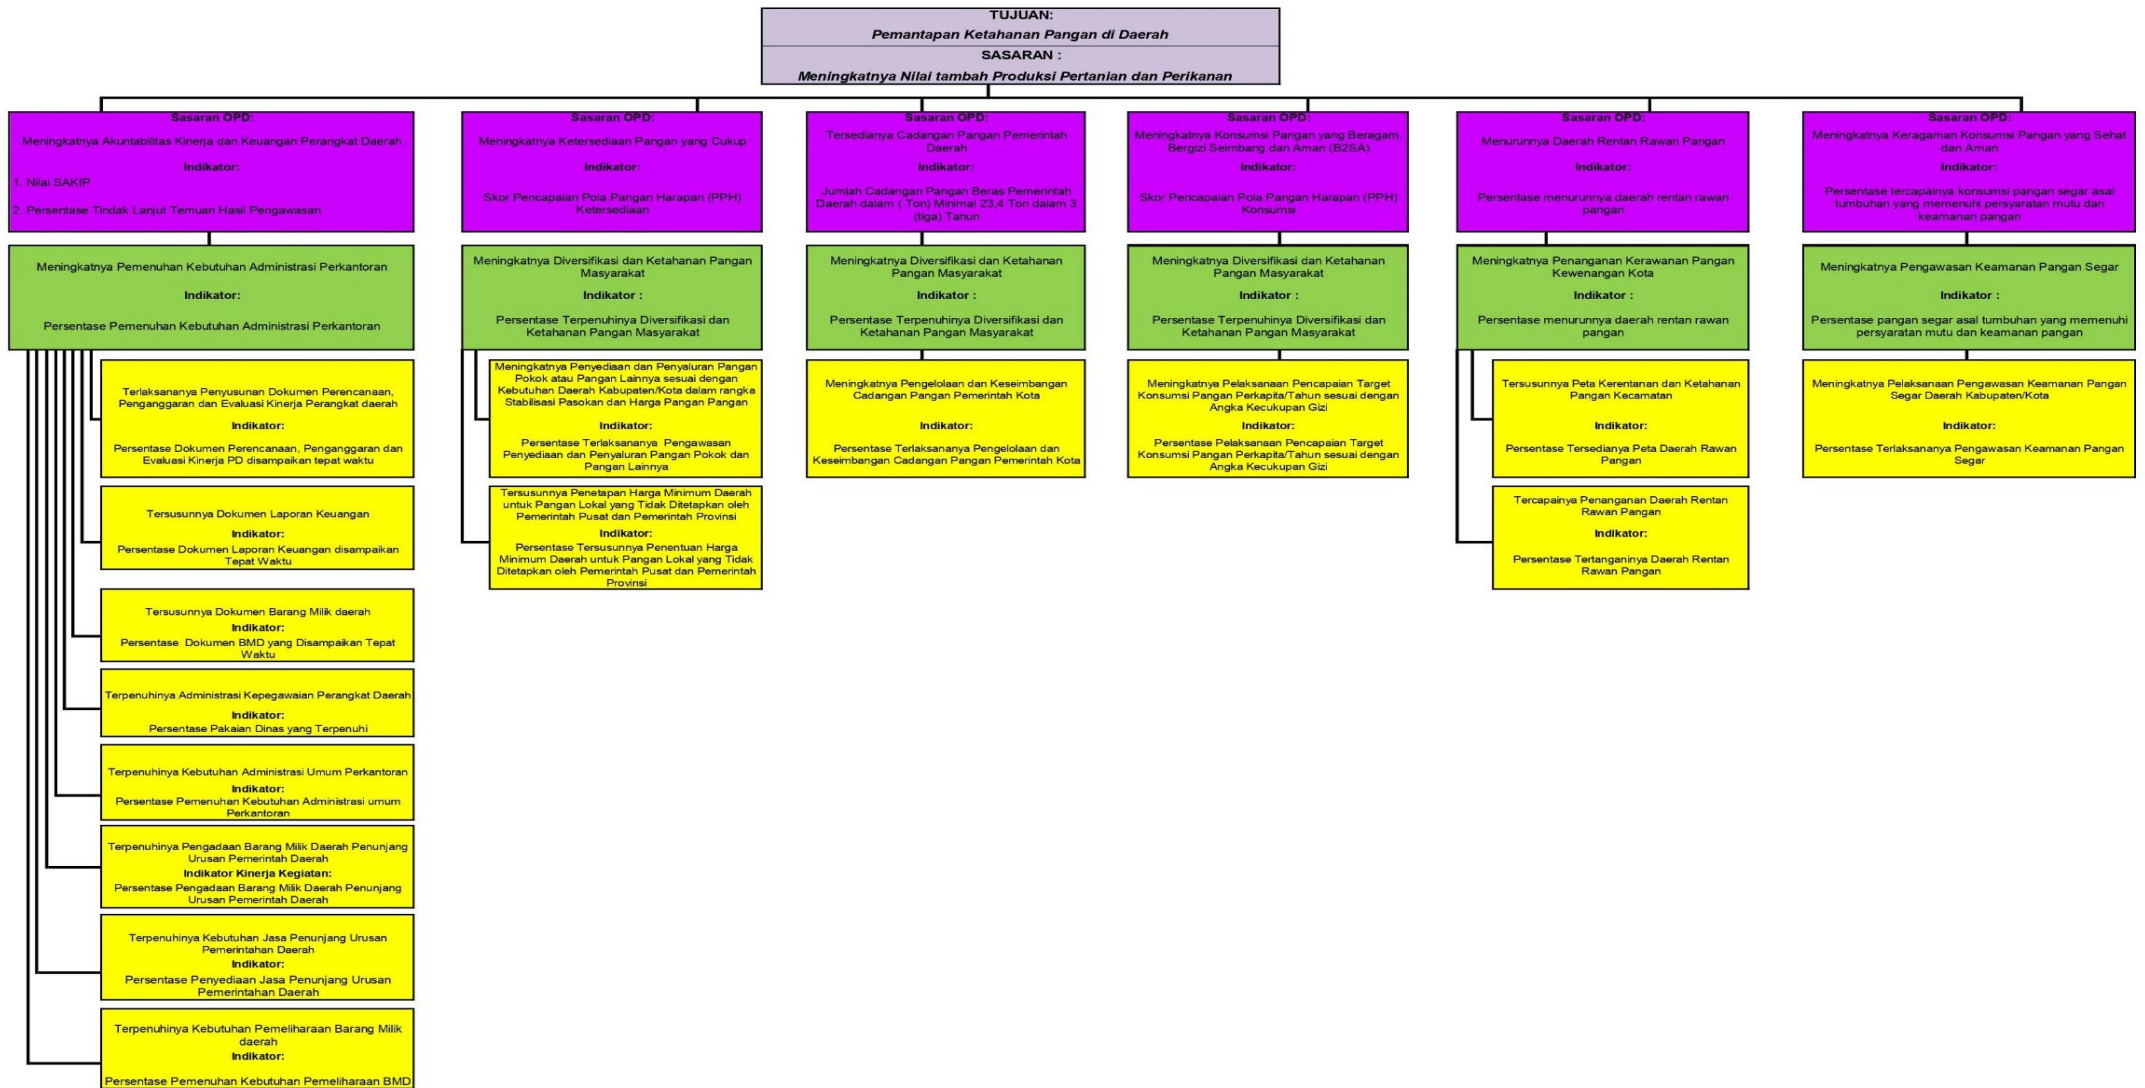 TUJUAN:
Pemantapan Ketahanan Pangan di Daerah
SASARAN :
Meningkatnya Nilai tambah Produksi Pertanian dan Perikanan
Sasaran OPD:
Meningkatnya Akuntabilitas Kinerja dan Keuangan Perangkat Daerah
Indikator:
1. Nilai SAKIP
2. Persentase Tindak Lanjut Temuan Hasil Pengawasan
Sasaran OPD:
Meningkatnya Ketersediaan Pangan yang Cukup
Indikator:
Skor Pencapaian Pola Pangan Harapan (PPH)
Ketersediaan
Sasaran OPD:
Tersedianya Cadangan Pangan Pemerintah
Daerah
Indikator:
Jumlah Cadangan Pangan Beras Pemerintah
Daerah dalam ( Ton) Minimal 23,4 Ton dalam 3
(tiga) Tahun
Sasaran OPD:
Meningkatnya Konsumsi Pangan yang Beragam,
Bergizi Seimbang dan Aman (B2SA)
Indikator:
Skor Pencapaian Pola Pangan Harapan (PPH)
Konsumsi
Sasaran OPD:
Menurunnya Daerah Rentan Rawan Pangan
Indikator:
Persentase menurunnya daerah rentan rawan
pangan
Sasaran OPD:
Meningkatnya Keragaman Konsumsi Pangan yang Sehat
dan Aman
Indikator:
Persentase tercapainya konsumsi pangan segar asal
tumbuhan yang memenuhi persyaratan mutu dan
keamanan pangan
Meningkatnya Pemenuhan Kebutuhan Administrasi Perkantoran
Indikator:
Persentase Pemenuhan Kebutuhan Administrasi Perkantoran
Meningkatnya Diversifikasi dan Ketahanan Pangan
Masyarakat
Indikator :
Persentase Terpenuhinya Diversifikasi dan
Ketahanan Pangan Masyarakat
Meningkatnya Diversifikasi dan Ketahanan
Pangan Masyarakat
Indikator :
Persentase Terpenuhinya Diversifikasi dan
Ketahanan Pangan Masyarakat
Meningkatnya Diversifikasi dan Ketahanan
Pangan Masyarakat
Indikator :
Persentase Terpenuhinya Diversifikasi dan
Ketahanan Pangan Masyarakat
Meningkatnya Penanganan Kerawanan Pangan
Kewenangan Kota
Indikator :
Persentase menurunnya daerah rentan rawan
pangan
Meningkatnya Pengawasan Keamanan Pangan Segar
Indikator :
Persentase pangan segar asal tumbuhan yang memenuhi
persyaratan mutu dan keamanan pangan
Terlaksananya Penyusunan Dokumen Perencanaan,
Penganggaran dan Evaluasi Kinerja Perangkat daerah
Indikator:
Persentase Dokumen Perencanaan, Penganggaran dan
Evaluasi Kinerja PD disampaikan tepat waktu
Meningkatnya Penyediaan dan Penyaluran Pangan
Pokok atau Pangan Lainnya sesuai dengan
Kebutuhan Daerah Kabupaten/Kota dalam rangka
Stabilisasi Pasokan dan Harga Pangan Pangan
Indikator:
Persentase Terlaksananya Pengawasan
Penyediaan dan Penyaluran Pangan Pokok dan
Pangan Lainnya
Meningkatnya Pengelolaan dan Keseimbangan
Cadangan Pangan Pemerintah Kota
Indikator:
Persentase Terlaksananya Pengelolaan dan
Keseimbangan Cadangan Pangan Pemerintah Kota
Meningkatnya Pelaksanaan Pencapaian Target
Konsumsi Pangan Perkapita/Tahun sesuai dengan
Angka Kecukupan Gizi
Indikator:
Persentase Pelaksanaan Pencapaian Target
Konsumsi Pangan Perkapita/Tahun sesuai dengan
Angka Kecukupan Gizi
Tersusunnya Peta Kerentanan dan Ketahanan
Pangan Kecamatan
Indikator:
Persentase Tersedianya Peta Daerah Rawan
Pangan
Meningkatnya Pelaksanaan Pengawasan Keamanan Pangan
Segar Daerah Kabupaten/Kota
Indikator:
Persentase Terlaksananya Pengawasan Keamanan Pangan
Segar
Tersusunnya Dokumen Laporan Keuangan
Indikator:
Persentase Dokumen Laporan Keuangan disampaikan
Tepat Waktu
Tersusunnya Penetapan Harga Minimum Daerah
untuk Pangan Lokal yang Tidak Ditetapkan oleh
Pemerintah Pusat dan Pemerintah Provinsi
Indikator:
Persentase Tersusunnya Penentuan Harga
Minimum Daerah untuk Pangan Lokal yang Tidak
Ditetapkan oleh Pemerintah Pusat dan Pemerintah
Provinsi
Tercapainya Penanganan Daerah Rentan
Rawan Pangan
Indikator:
Persentase Tertanganinya Daerah Rentan
Rawan Pangan
Tersusunnya Dokumen Barang Milik daerah
Indikator:
Persentase Dokumen BMD yang Disampaikan Tepat
Waktu
Terpenuhinya Administrasi Kepegawaian Perangkat Daerah
Indikator:
Persentase Pakaian Dinas yang Terpenuhi
Terpenuhinya Kebutuhan Administrasi Umum Perkantoran
Indikator:
Persentase Pemenuhan Kebutuhan Administrasi umum
Perkantoran
Terpenuhinya Pengadaan Barang Milik Daerah Penunjang
Urusan Pemerintah Daerah
Indikator Kinerja Kegiatan:
Persentase Pengadaan Barang Milik Daerah Penunjang
Urusan Pemerintah Daerah
Terpenuhinya Kebutuhan Jasa Penunjang Urusan
Pemerintahan Daerah
Indikator:
Persentase Penyediaan Jasa Penunjang Urusan
Pemerintahan Daerah
Terpenuhinya Kebutuhan Pemeliharaan Barang Milik
daerah
Indikator:
Persentase Pemenuhan Kebutuhan Pemeliharaan BMD